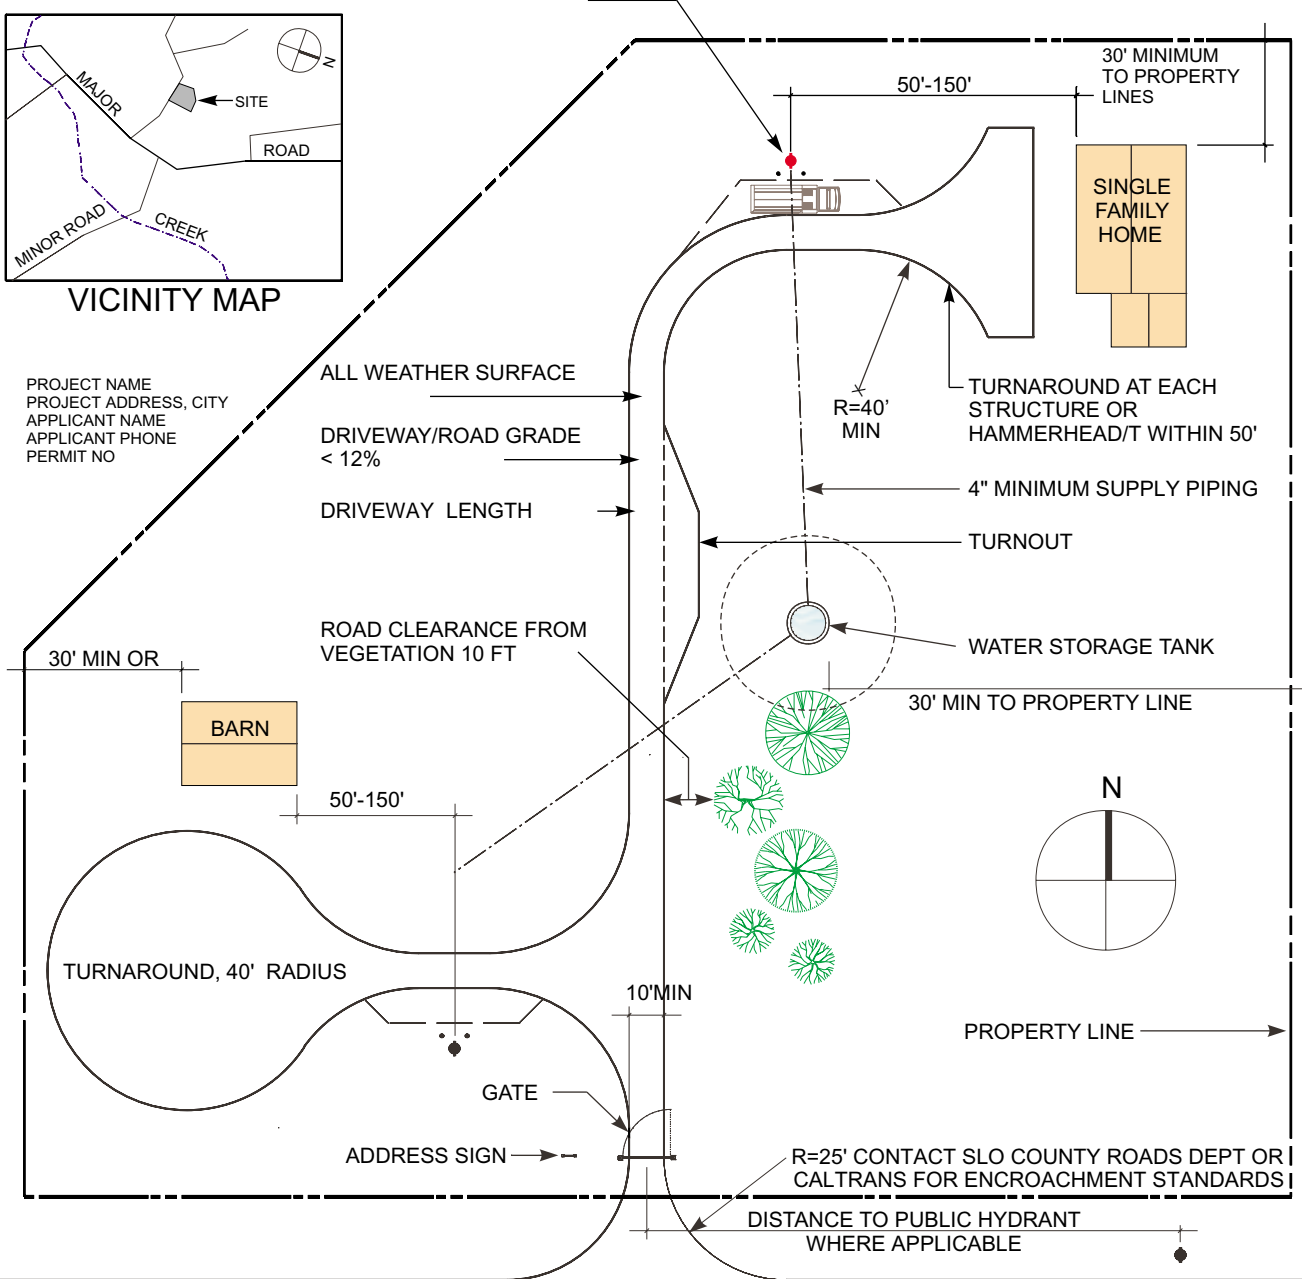 MAJOR
SITE
ROAD
MINOR ROAD
CREEK
N
VICINITY MAP
PROJECT NAME
PROJECT ADDRESS, CITY
APPLICANT NAME
APPLICANT PHONE
PERMIT NO
30' MINIMUM
TO PROPERTY
LINES
50'-150'
SINGLE
FAMILY
HOME
ALL WEATHER SURFACE
DRIVEWAY/ROAD GRADE
< 12%
DRIVEWAY LENGTH
R=40'
MIN
TURNAROUND AT EACH
STRUCTURE OR
HAMMERHEAD/T WITHIN 50'
4" MINIMUM SUPPLY PIPING
TURNOUT
ROAD CLEARANCE FROM
VEGETATION 10 FT
WATER STORAGE TANK
30' MIN OR
30' MIN TO PROPERTY LINE
BARN
50'-150'
N
TURNAROUND, 40' RADIUS
10'MIN
PROPERTY LINE
GATE
ADDRESS SIGN
R=25' CONTACT SLO COUNTY ROADS DEPT OR
CALTRANS FOR ENCROACHMENT STANDARDS
DISTANCE TO PUBLIC HYDRANT
WHERE APPLICABLE